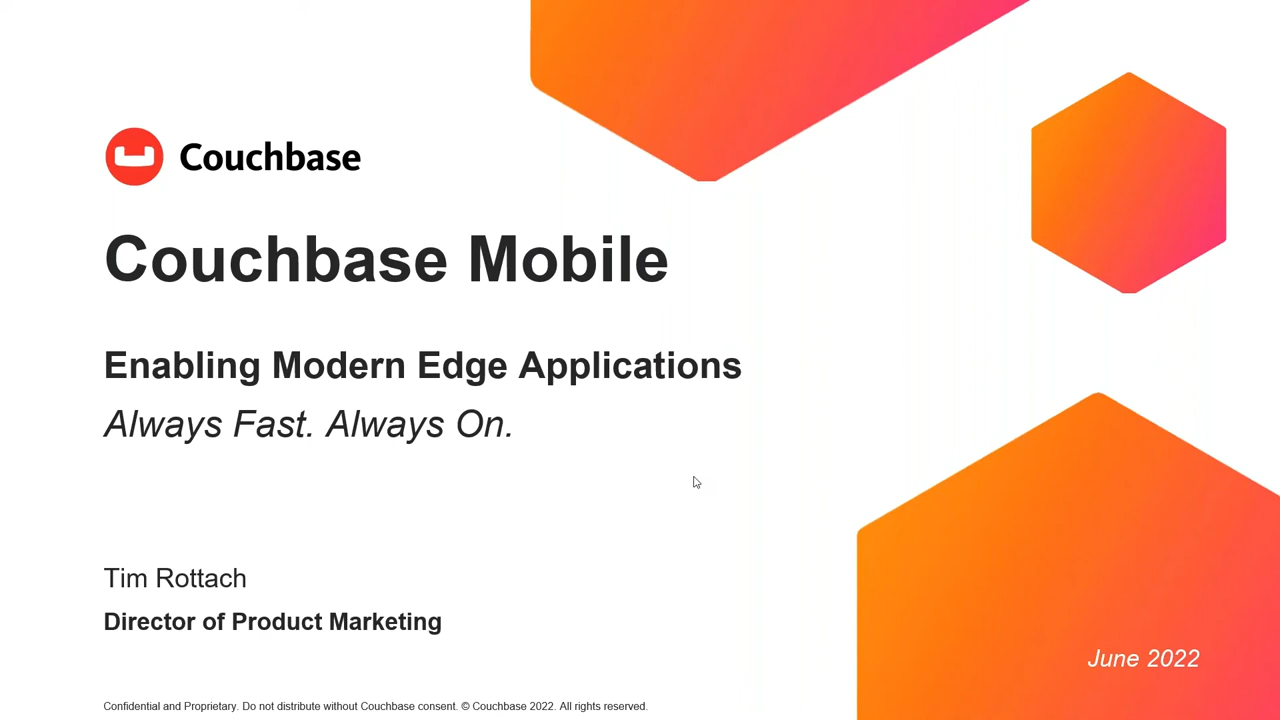 Couchbase
Couchbase Mobile
Enabling Modern Edge Applications
Always Fast. Always On.
Tim Rottach
Director of Product Marketing
June 2022
Confidential and Proprietary. Do not distribute without Couchbase consent. © Couchbase 2022. All rights reserved.